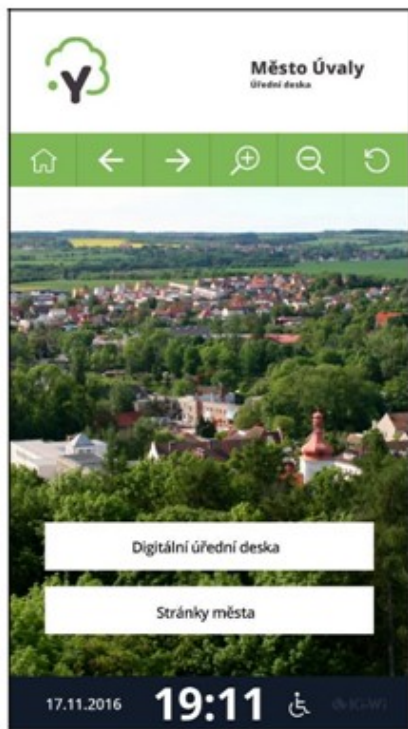 Město Úvaly
Úřední deska
Digitální úřední deska
Stránky města
17.11.2016 19:11